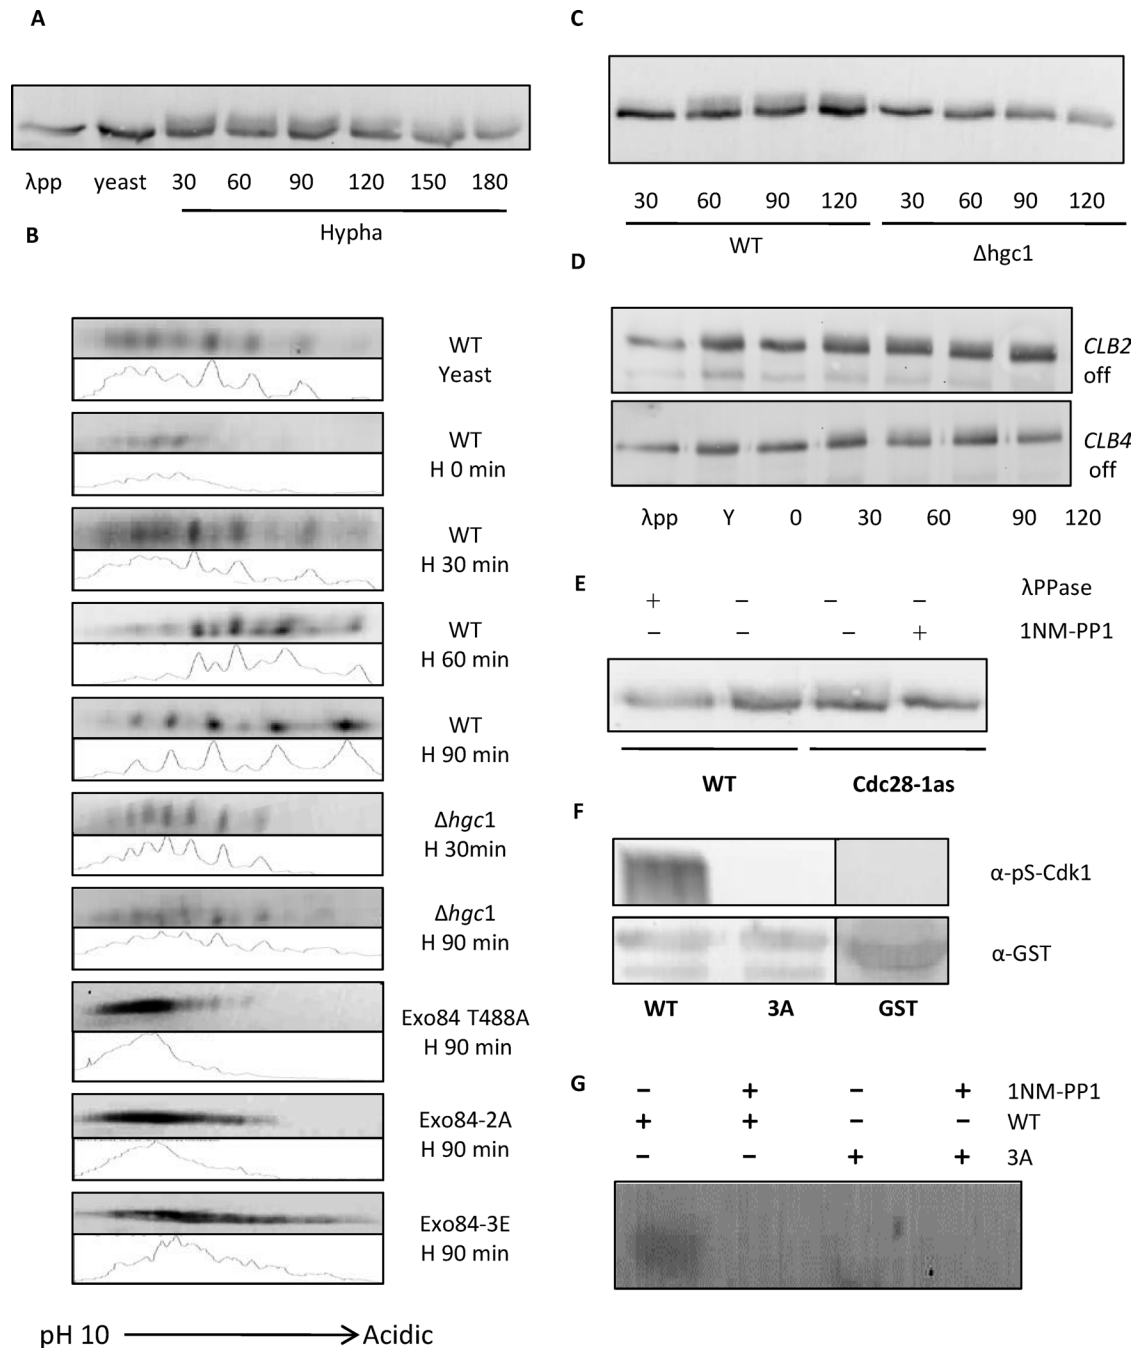 A
λpp yeast 30 60 90 120 150 180
Hypha
B
WT
Yeast
WT
H 0 min
WT
H 30 min
WT
H 60 min
WT
H 90 min
Δhgc1
H 30min
Δhgc1
H 90 min
Exo84 T488A
H 90 min
Exo84-2A
H 90 min
Exo84-3E
H 90 min
pH 10 Acidic
C
30 60 90 120 30 60 90 120
WT Δhgc1
D
CLB2
off
CLB4
off
λpp Y 0 30 60 90 120
E
+ − − − λPPase
− − − + 1NM-PP1
WT Cdc28-1as
F
α-pS-Cdk1
α-GST
WT 3A GST
G
− + − + 1NM-PP1
+ + − − WT
− − + + 3A